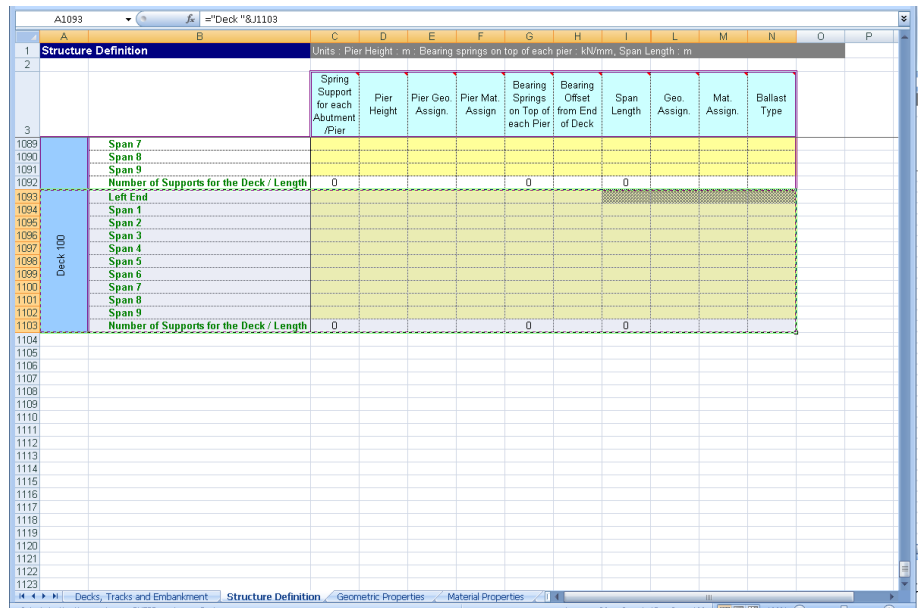 A1093 fx ="Deck "&J1103
A B C D E F G H I L M N O P
1 Structure Definition Units : Pier Height : m : Bearing springs on top of each pier : kN/mm, Span Length : m
2
3 Spring Support for each Abutment /Pier Pier Height Pier Geo. Assign. Pier Mat. Assign Bearing Springs on Top of each Pier Bearing Offset from End of Deck Span Length Geo. Assign. Mat. Assign. Ballast Type
1089 Span 7
1090 Span 8
1091 Span 9
1092 Number of Supports for the Deck / Length 0 0 0
Deck 100
1093 Left End
1094 Span 1
1095 Span 2
1096 Span 3
1097 Span 4
1098 Span 5
1099 Span 6
1100 Span 7
1101 Span 8
1102 Span 9
1103 Number of Supports for the Deck / Length 0 0 0
1104
1105
1106
1107
1108
1109
1110
1111
1112
1113
1114
1115
1116
1117
1118
1119
1120
1121
1122
1123
Decks, Tracks and Embankment Structure Definition Geometric Properties Material Properties